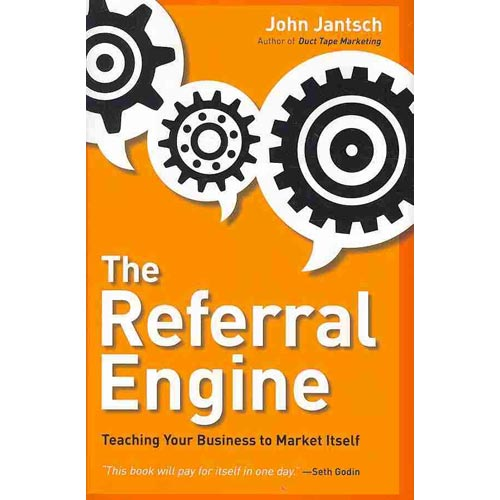 John Jantsch
Author of Duct Tape Marketing
The
Referral
Engine
Teaching Your Business to Market Itself
"This book will pay for itself in one day." —Seth Godin